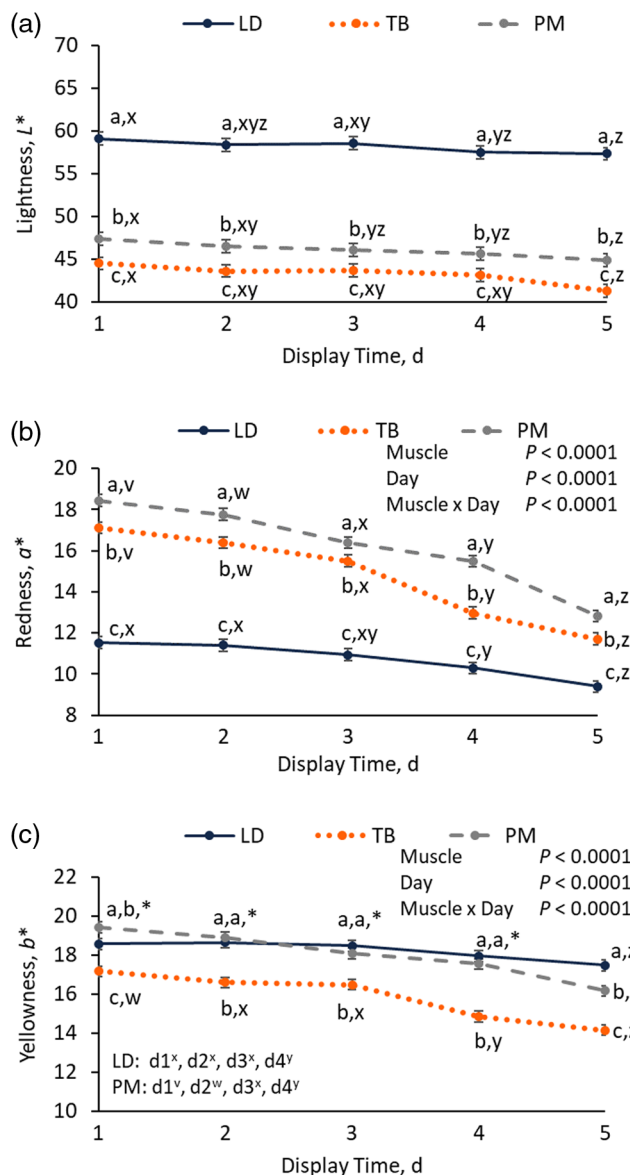 (a)
LD TB PM
70
65
60
55
50
45
40
Lightness, L*
a,x
a,xyz
a,xy
a,yz
a,z
b,x
b,xy
b,yz
b,yz
b,z
c,x
c,xy
c,xy
c,xy
c,z
1 2 3 4 5
Display Time, d
(b)
LD TB PM
Muscle P < 0.0001
Day P < 0.0001
Muscle x Day P < 0.0001
20
18
16
14
12
10
8
Redness, a*
a,v
a,w
a,x
a,y
a,z
b,v
b,w
b,x
b,y
b,z
c,x
c,x
c,xy
c,y
c,z
1 2 3 4 5
Display Time, d
(c)
LD TB PM
Muscle P < 0.0001
Day P < 0.0001
Muscle x Day P < 0.0001
22
20
18
16
14
12
10
Yellowness, b*
a,b,*
a,a,*
a,a,*
a,a,*
a,z
b,
c,w
b,x
b,x
b,y
c,z
LD: d1ˣ, d2ˣ, d3ˣ, d4ʸ
PM: d1ᵛ, d2ʷ, d3ˣ, d4ʸ
1 2 3 4 5
Display Time, d